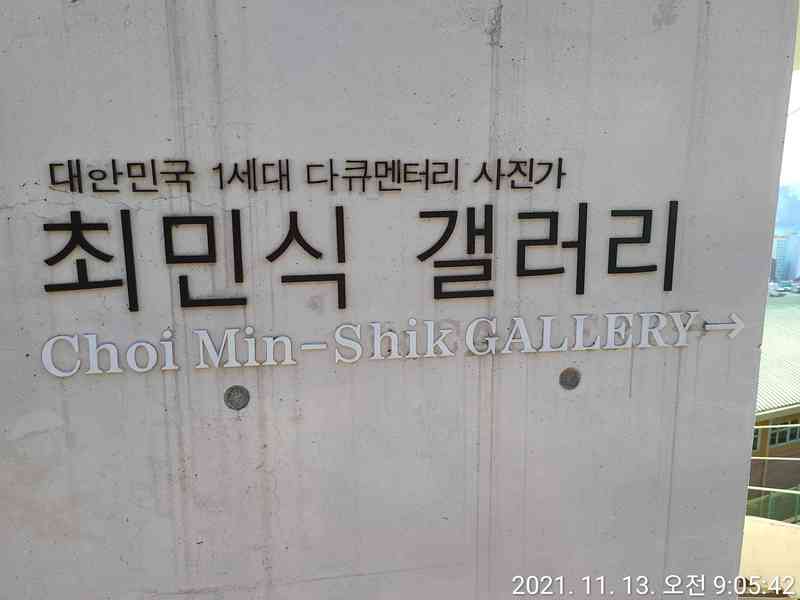 대한민국 1세대 다큐멘터리 사진가
최민식 갤러리
Choi Min-Shik GALLERY→
2021. 11. 13. 오전 9:05:42